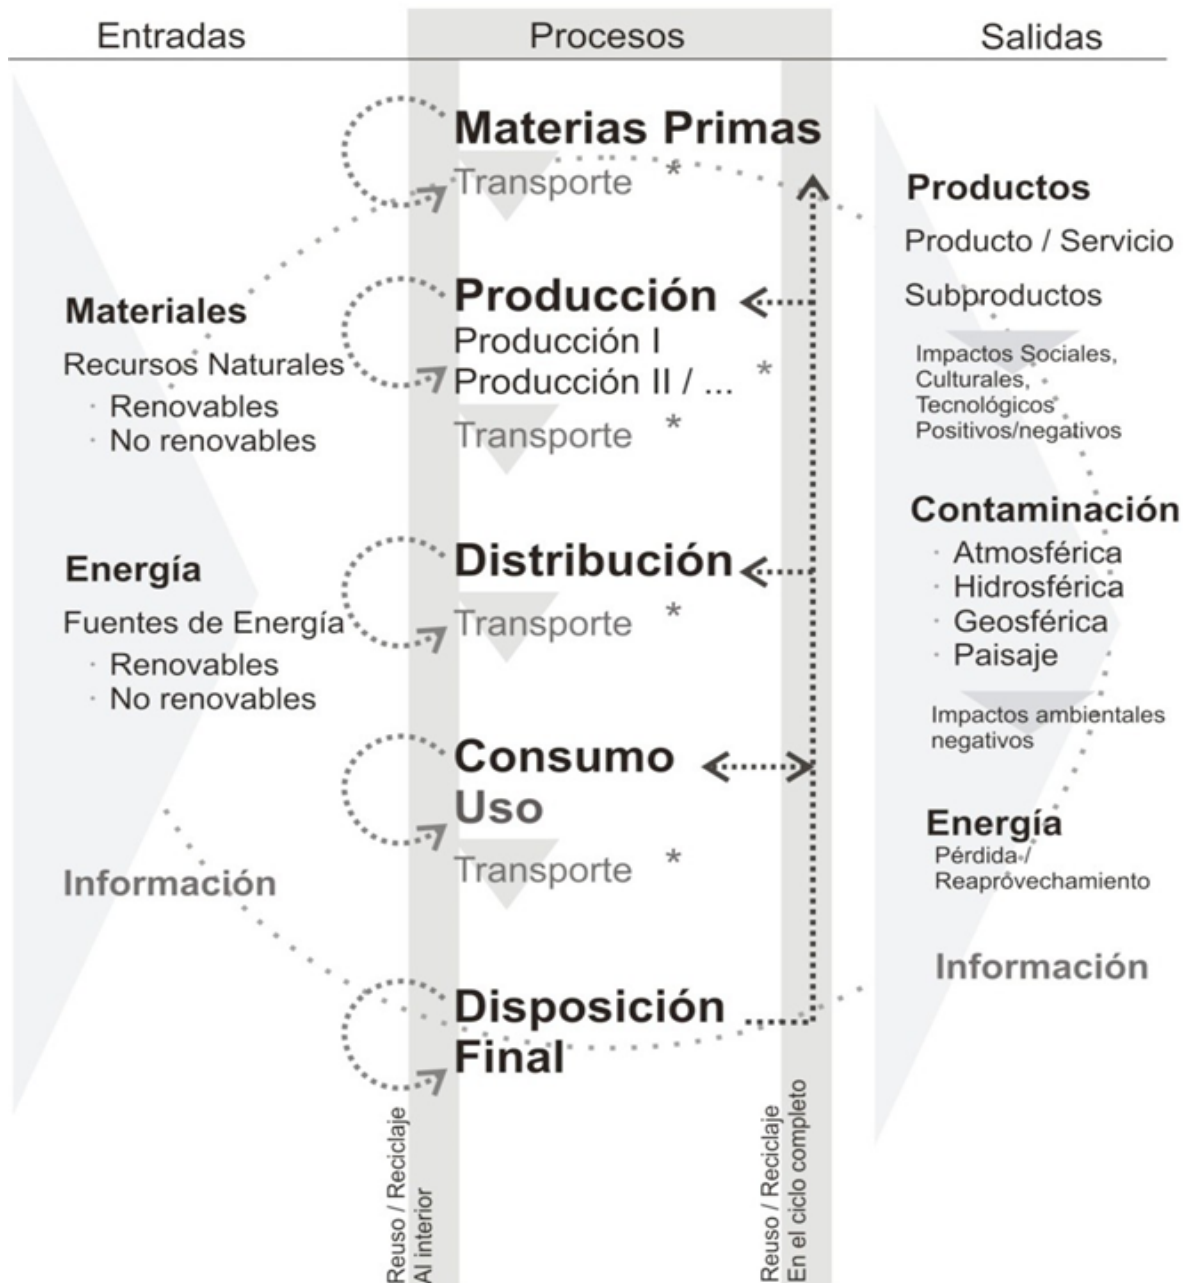 Entradas
Procesos
Salidas
Materiales
Recursos Naturales
· Renovables
· No renovables
Energía
Fuentes de Energía
· Renovables
· No renovables
Información
Materias Primas
Transporte *
Producción
Producción I
Producción II / ... *
Transporte *
Distribución
Transporte *
Consumo
Uso
Transporte *
Disposición
Final
Reuso / Reciclaje
Al interior
Reuso / Reciclaje
En el ciclo completo
Productos
Producto / Servicio
Subproductos
Impactos Sociales,
Culturales,
Tecnológicos
Positivos/negativos
Contaminación
· Atmosférica
· Hidrosférica
· Geosférica
· Paisaje
Impactos ambientales
negativos
Energía
Pérdida /
Reaprovechamiento
Información